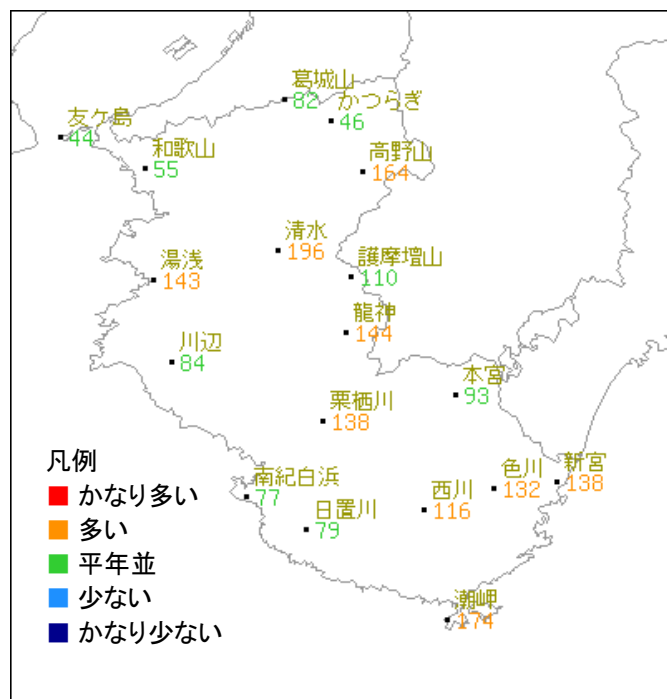 葛城山
82
かつらぎ
46
友ケ島
44
和歌山
55
高野山
164
清水
196
護摩壇山
110
湯浅
143
龍神
144
川辺
84
本宮
93
栗栖川
138
凡例
かなり多い
多い
平年並
少ない
かなり少ない
南紀白浜
77
日置川
79
西川
116
色川
132
新宮
138
潮岬
174